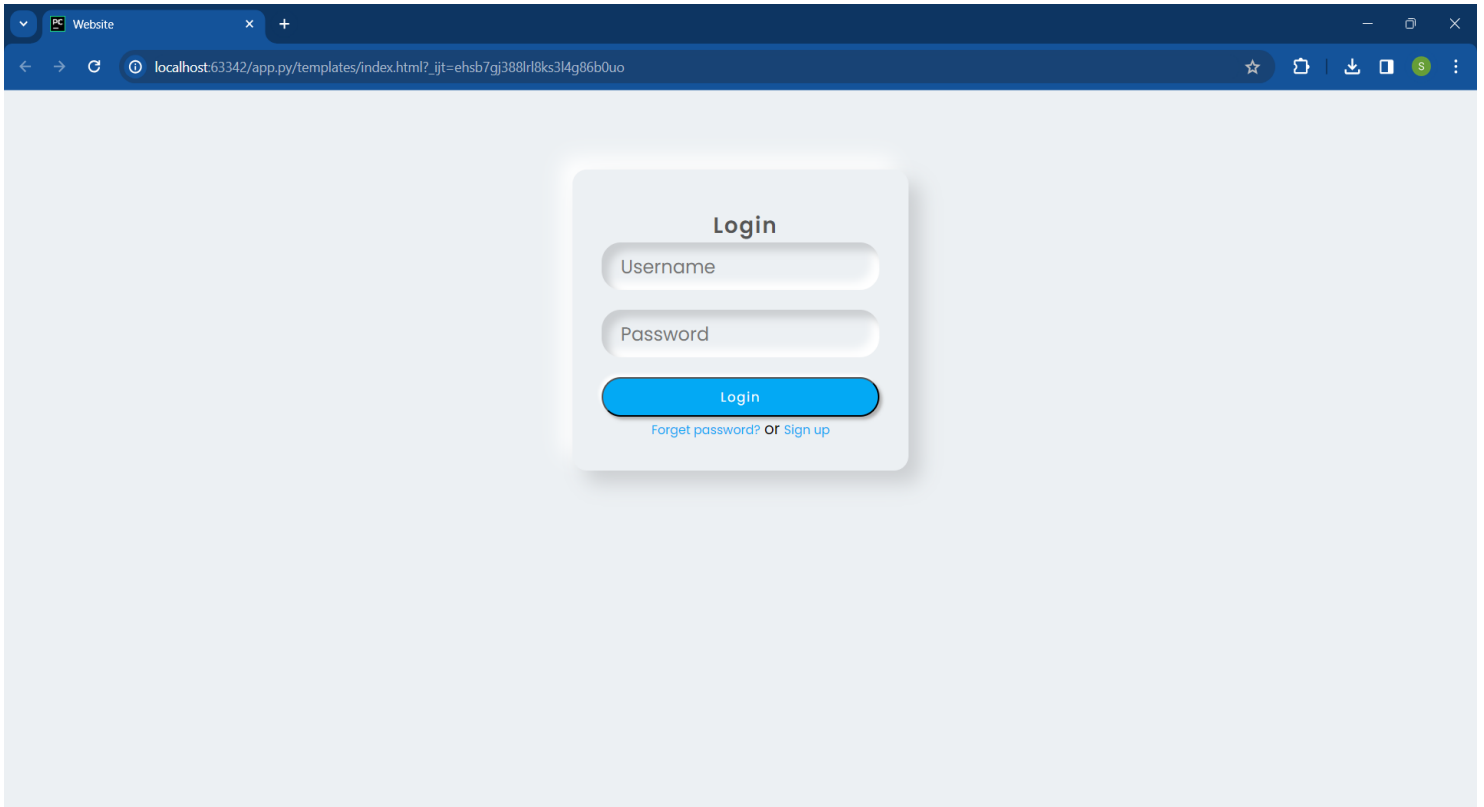 PC Website
localhost:63342/app.py/templates/index.html?_ijt=ehsb7gj388lrl8ks3l4g86b0uo
S
Login
Username
Password
Login
Forget password? or Sign up